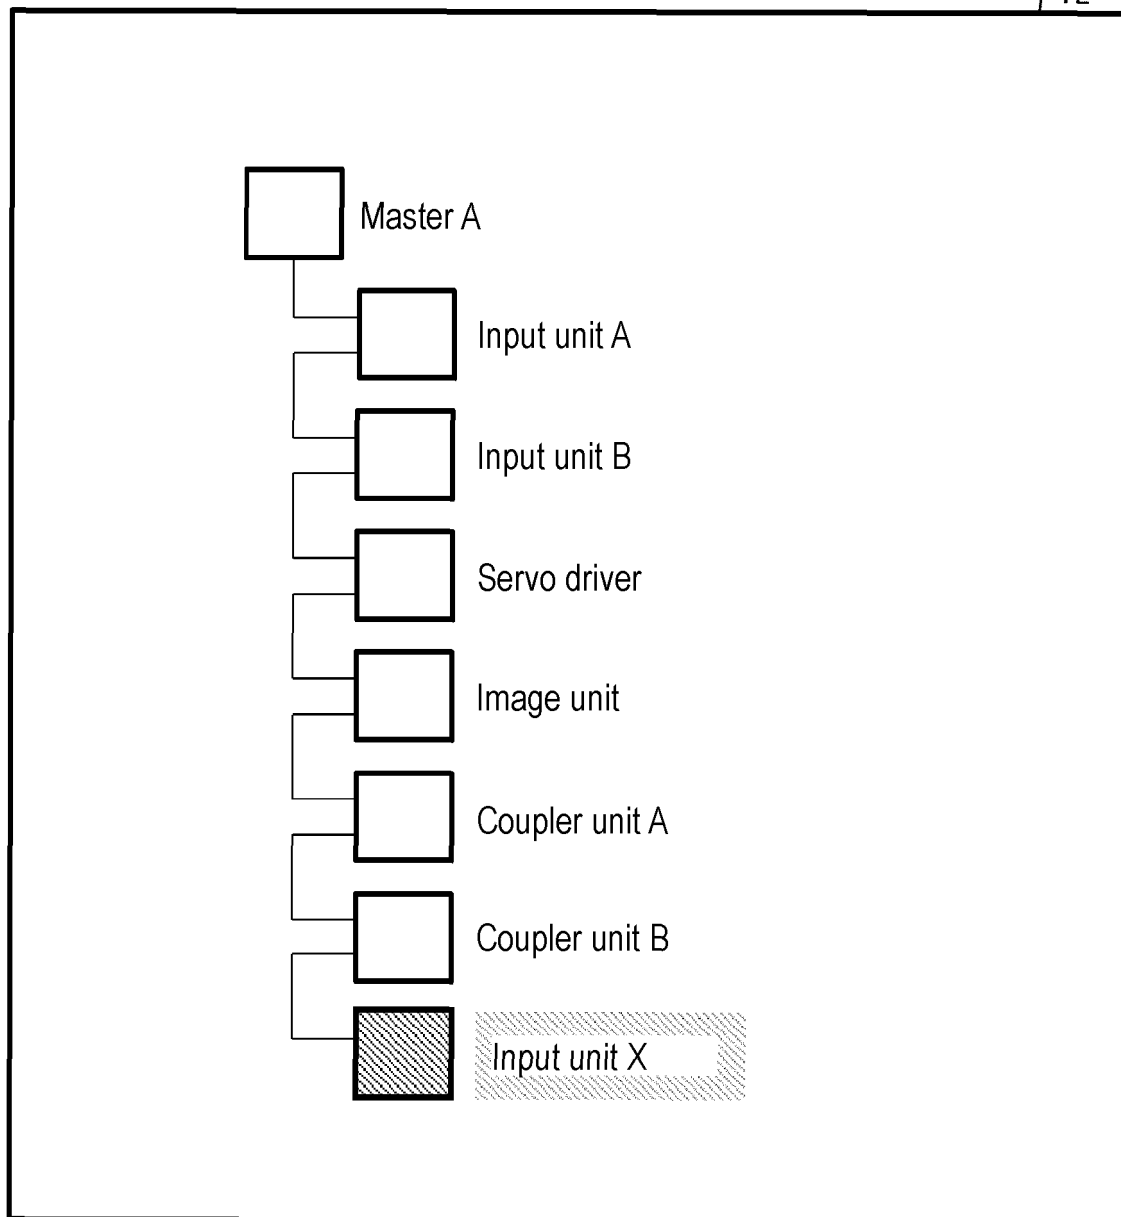 Master A
Input unit A
Input unit B
Servo driver
Image unit
Coupler unit A
Coupler unit B
Input unit X